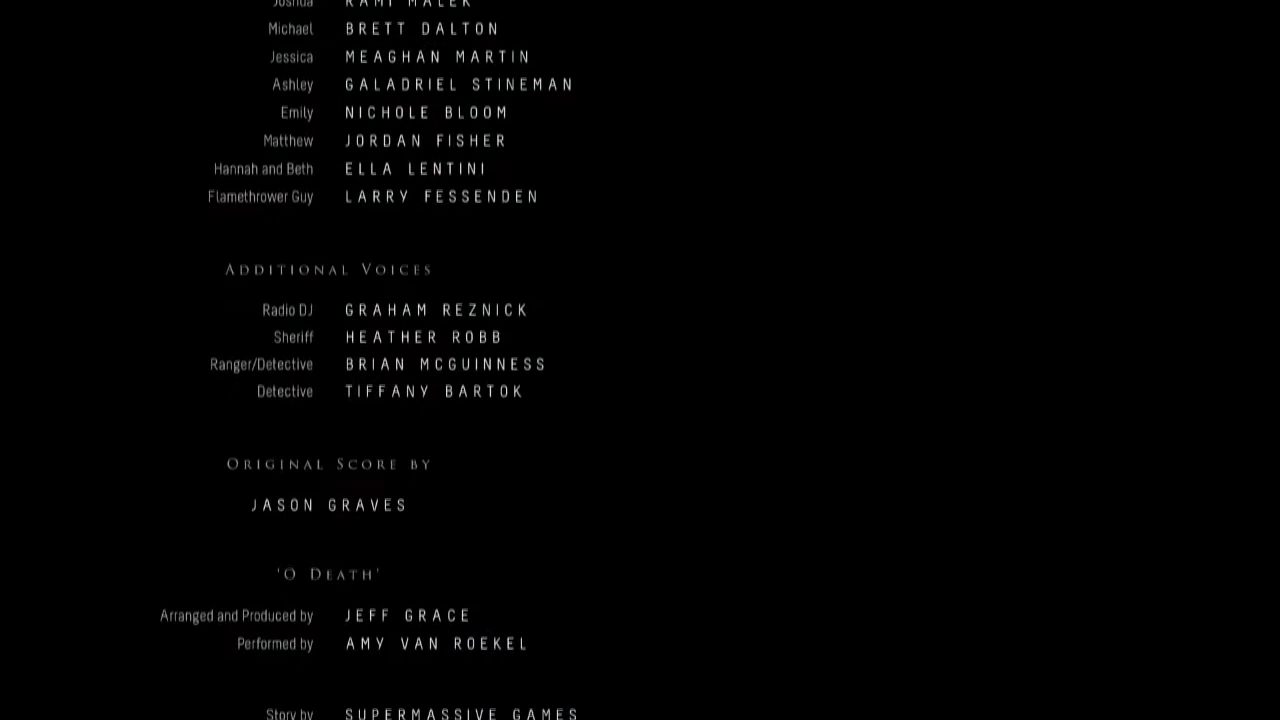 Joshua RAMI MALEK
Michael BRETT DALTON
Jessica MEAGHAN MARTIN
Ashley GALADRIEL STINEMAN
Emily NICHOLE BLOOM
Matthew JORDAN FISHER
Hannah and Beth ELLA LENTINI
Flamethrower Guy LARRY FESSENDEN
ADDITIONAL VOICES
Radio DJ GRAHAM REZNICK
Sheriff HEATHER ROBB
Ranger/Detective BRIAN MCGUINNESS
Detective TIFFANY BARTOK
ORIGINAL SCORE BY
JASON GRAVES
'O DEATH'
Arranged and Produced by JEFF GRACE
Performed by AMY VAN ROEKEL
Story by SUPERMASSIVE GAMES